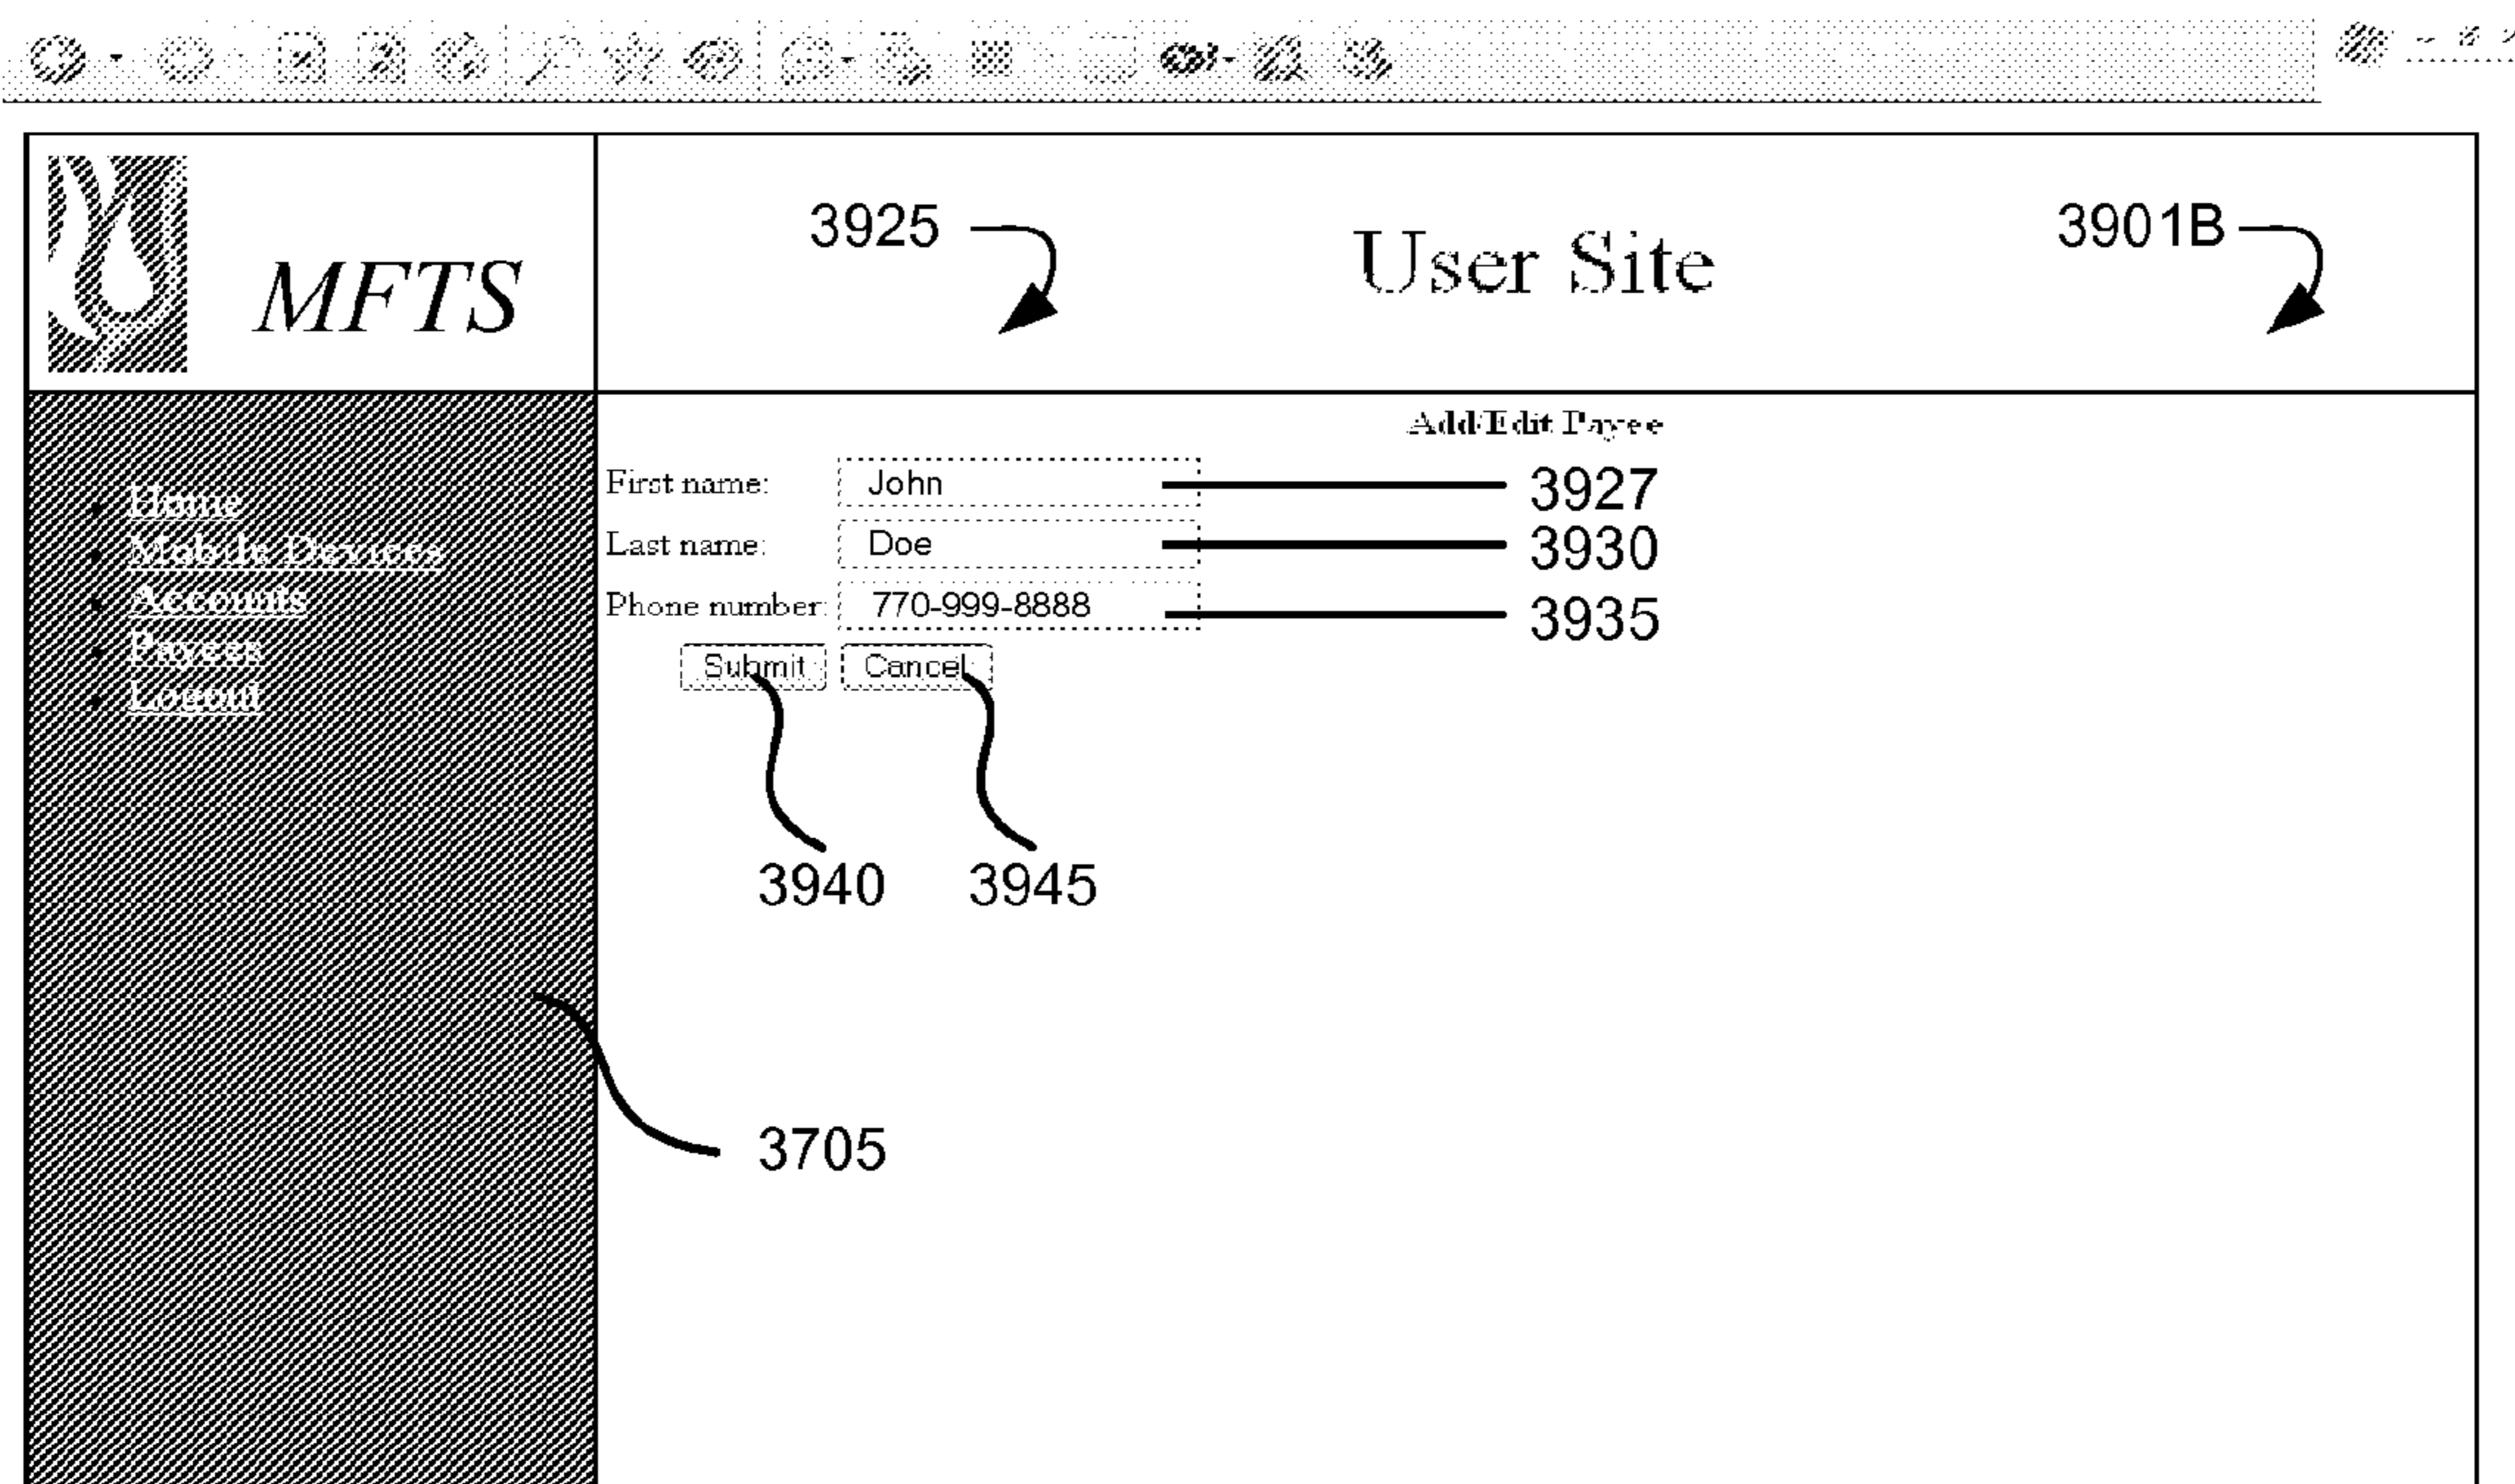 3925
3901B
User Site
MFTS
Add/Edit Payee
First name: John 3927
Last name: Doe 3930
Phone number: 770-999-8888 3935
Submit Cancel
Home
Mobile Devices
Accounts
Payees
Logout
3940 3945
3705